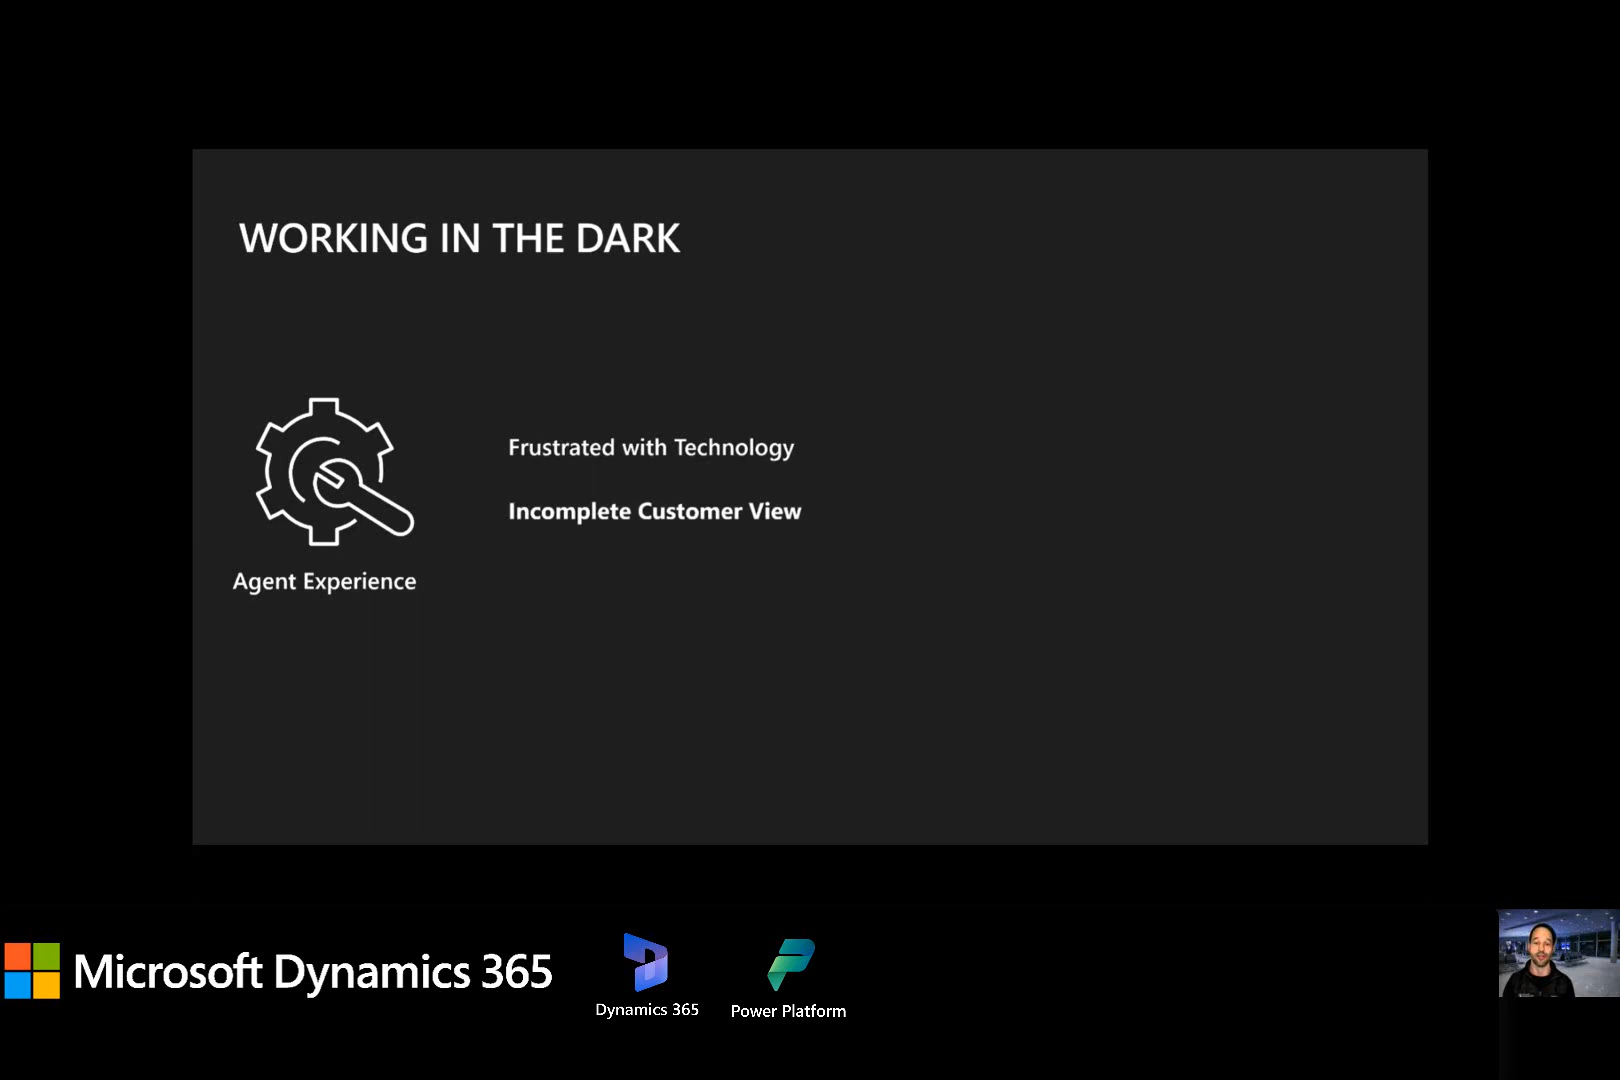 WORKING IN THE DARK
Frustrated with Technology
Incomplete Customer View
Agent Experience
Microsoft Dynamics 365
Dynamics 365
Power Platform